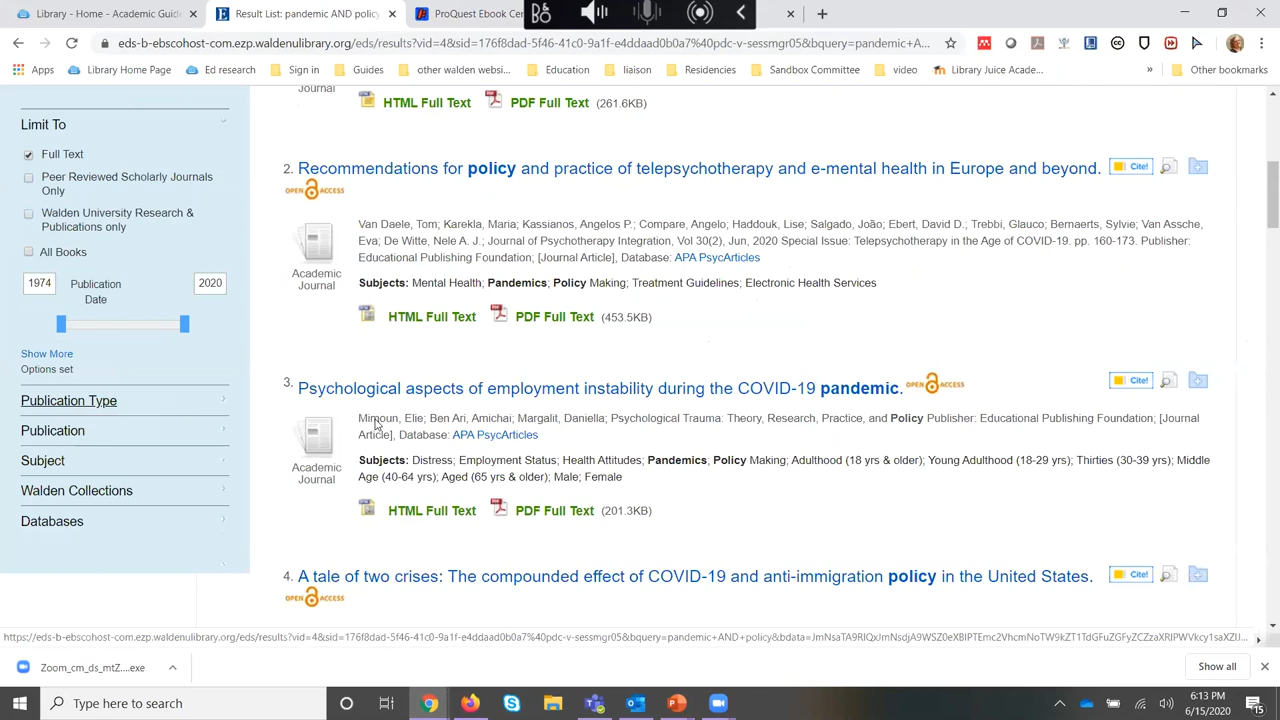 Library - Home - Academic Guid
Result List: pandemic AND policy
ProQuest Ebook Cen
eds-b-ebscohost-com.ezp.waldenulibrary.org/eds/results?vid=4&sid=176f8dad-5f46-41c0-9a1f-e4ddaad0b0a7%40pdc-v-sessmgr05&bquery=pandemic+A...
Apps
Library Home Page
Ed research
Sign in
Guides
other walden websi...
Education
liaison
Residencies
Sandbox Committee
video
Library Juice Acade...
»
Other bookmarks
Limit To
Full Text
Peer Reviewed Scholarly Journals
Only
Walden University Research &
Publications only
All Books
1974
Publication
Date
2020
Show More
Options set
Publication Type
Publication
Subject
Walden Collections
Databases
Journal
HTML Full Text
PDF Full Text (261.6KB)
2. Recommendations for policy and practice of telepsychotherapy and e-mental health in Europe and beyond.
Cite!
OPEN ACCESS
Van Daele, Tom; Karekla, Maria; Kassianos, Angelos P.; Compare, Angelo; Haddouk, Lise; Salgado, João; Ebert, David D.; Trebbi, Glauco; Bernaerts, Sylvie; Van Assche,
Eva; De Witte, Nele A. J.; Journal of Psychotherapy Integration, Vol 30(2), Jun, 2020 Special Issue: Telepsychotherapy in the Age of COVID-19. pp. 160-173. Publisher:
Educational Publishing Foundation; [Journal Article], Database: APA PsycArticles
Academic
Journal
Subjects: Mental Health; Pandemics; Policy Making; Treatment Guidelines; Electronic Health Services
HTML Full Text
PDF Full Text (453.5KB)
3. Psychological aspects of employment instability during the COVID-19 pandemic.
OPEN ACCESS
Cite!
Mimoun, Elie; Ben Ari, Amichai; Margalit, Daniella; Psychological Trauma: Theory, Research, Practice, and Policy Publisher: Educational Publishing Foundation; [Journal
Article], Database: APA PsycArticles
Academic
Journal
Subjects: Distress; Employment Status; Health Attitudes; Pandemics; Policy Making; Adulthood (18 yrs & older); Young Adulthood (18-29 yrs); Thirties (30-39 yrs); Middle
Age (40-64 yrs); Aged (65 yrs & older); Male; Female
HTML Full Text
PDF Full Text (201.3KB)
4. A tale of two crises: The compounded effect of COVID-19 and anti-immigration policy in the United States.
Cite!
OPEN ACCESS
Zoom_cm_ds_mtZ....exe
Show all
Type here to search
6:13 PM
6/15/2020
15